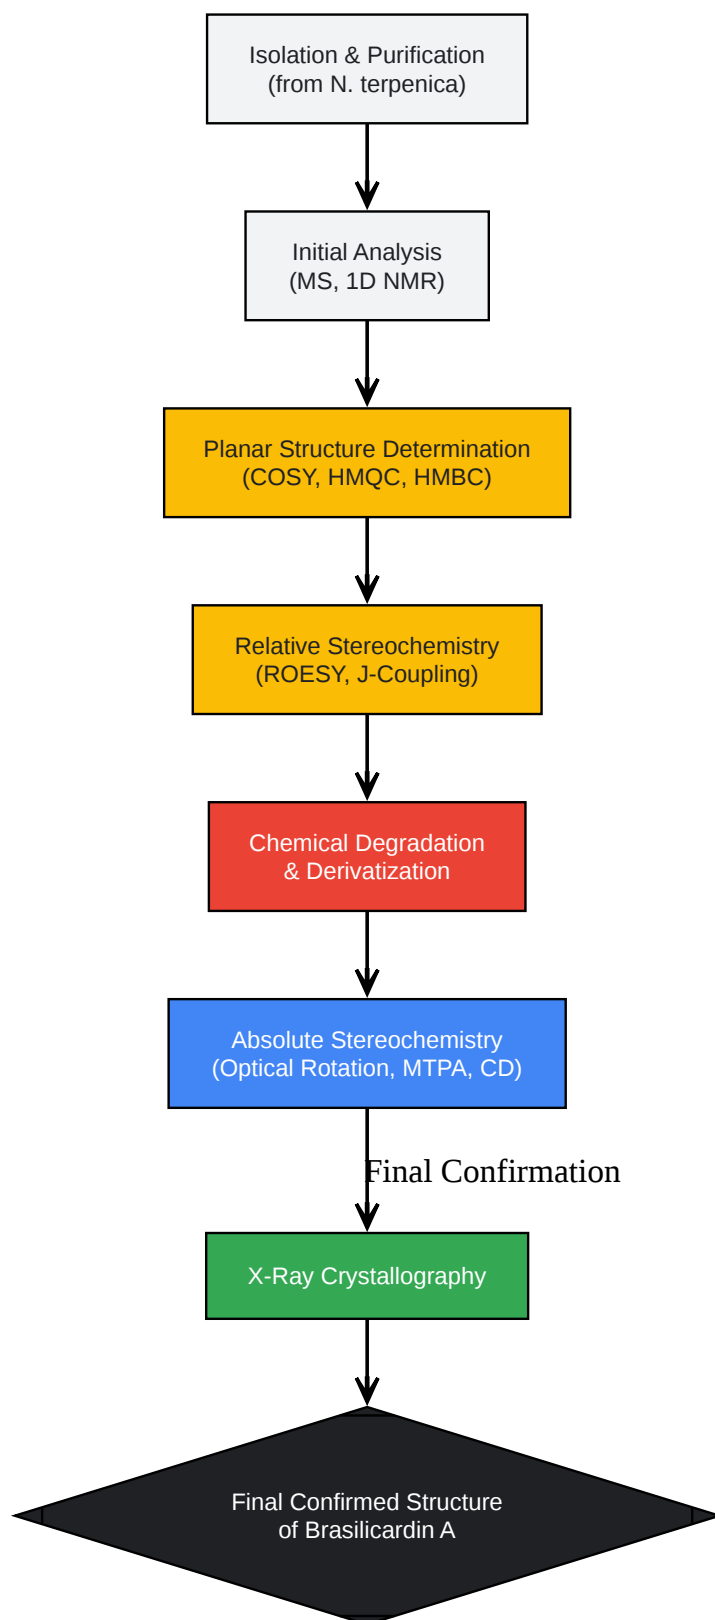 Isolation & Purification
(from N. terpenica)
Initial Analysis
(MS, 1D NMR)
Planar Structure Determination
(COSY, HMQC, HMBC)
Relative Stereochemistry
(ROESY, J-Coupling)
Chemical Degradation
& Derivatization
Absolute Stereochemistry
(Optical Rotation, MTPA, CD)
Final Confirmation
X-Ray Crystallography
Final Confirmed Structure
of Brasilicardin A